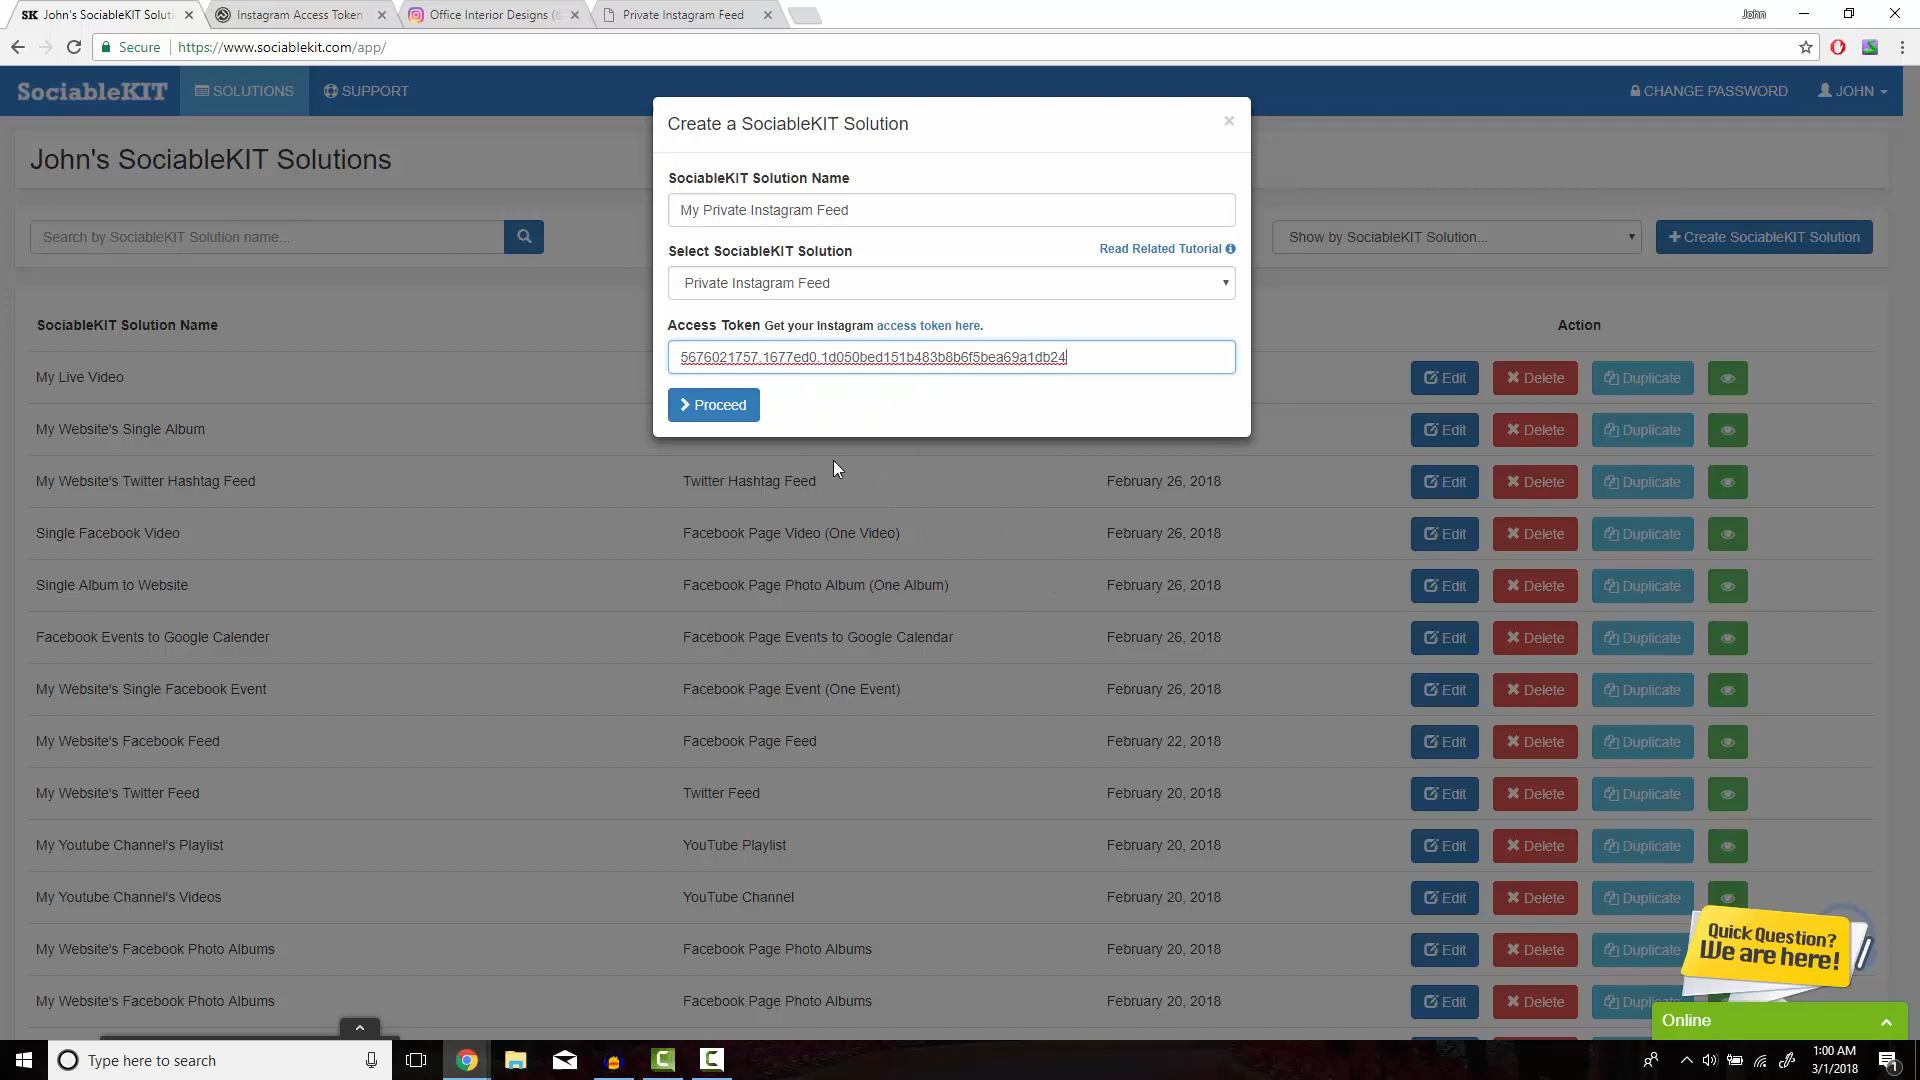 SK John's SociableKIT Soluti
Instagram Access Token
Office Interior Designs (
Private Instagram Feed
John
Secure
https://www.sociablekit.com/app/
SociableKIT
SOLUTIONS
SUPPORT
CHANGE PASSWORD
JOHN
John's SociableKIT Solutions
Search by SociableKIT Solution name...
Show by SociableKIT Solution...
Create SociableKIT Solution
Create a SociableKIT Solution
SociableKIT Solution Name
My Private Instagram Feed
Select SociableKIT Solution
Read Related Tutorial
Private Instagram Feed
Access Token Get your Instagram access token here.
5676021757.1677ed0.1d050bed151b483b8b6f5bea69a1db24
Proceed
SociableKIT Solution Name
Action
My Live Video
Edit Delete Duplicate
My Website's Single Album
Edit Delete Duplicate
My Website's Twitter Hashtag Feed Twitter Hashtag Feed February 26, 2018 Edit Delete Duplicate
Single Facebook Video Facebook Page Video (One Video) February 26, 2018 Edit Delete Duplicate
Single Album to Website Facebook Page Photo Album (One Album) February 26, 2018 Edit Delete Duplicate
Facebook Events to Google Calender Facebook Page Events to Google Calendar February 26, 2018 Edit Delete Duplicate
My Website's Single Facebook Event Facebook Page Event (One Event) February 26, 2018 Edit Delete Duplicate
My Website's Facebook Feed Facebook Page Feed February 22, 2018 Edit Delete Duplicate
My Website's Twitter Feed Twitter Feed February 20, 2018 Edit Delete Duplicate
My Youtube Channel's Playlist YouTube Playlist February 20, 2018 Edit Delete Duplicate
My Youtube Channel's Videos YouTube Channel February 20, 2018 Edit Delete Duplicate
My Website's Facebook Photo Albums Facebook Page Photo Albums February 20, 2018 Edit Delete Duplicate
My Website's Facebook Photo Albums Facebook Page Photo Albums February 20, 2018 Edit Delete Duplicate
Quick Question?
We are here!
Online
Type here to search
1:00 AM
3/1/2018
1